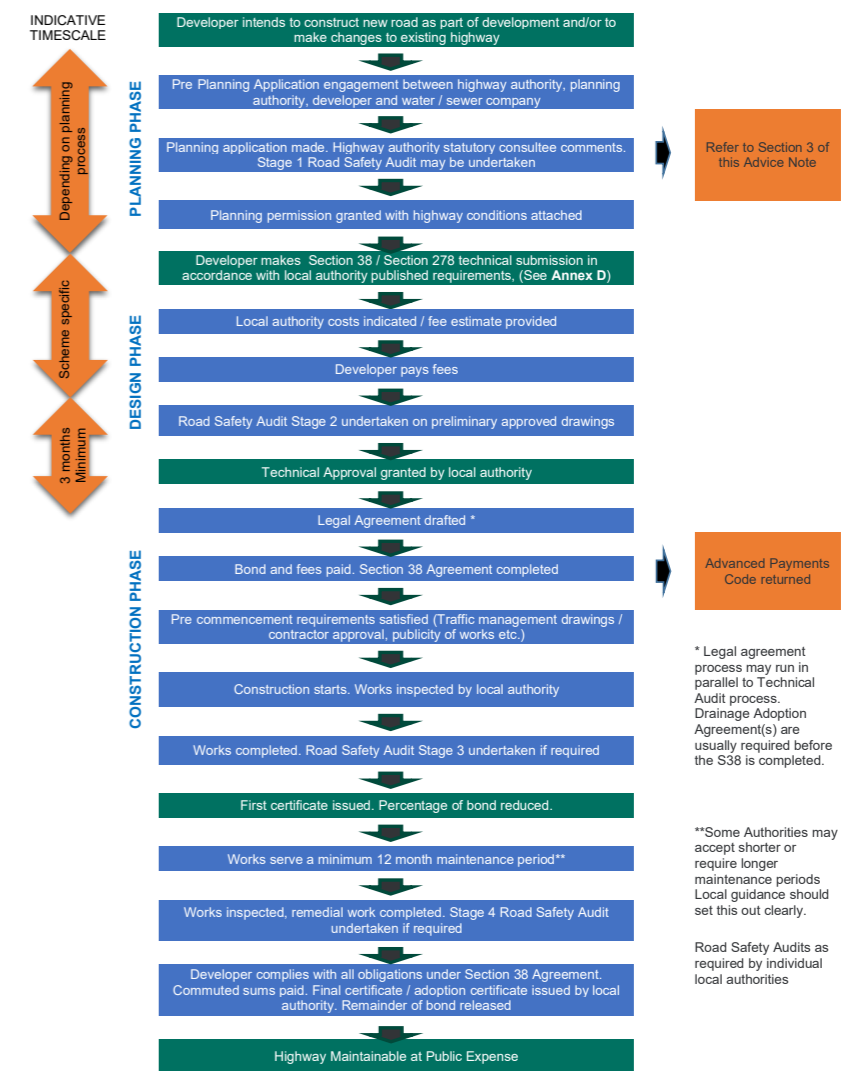 INDICATIVE
TIMESCALE
Developer intends to construct new road as part of development and/or to
make changes to existing highway
Depending on planning
process
PLANNING PHASE
Pre Planning Application engagement between highway authority, planning
authority, developer and water / sewer company
Planning application made. Highway authority statutory consultee comments.
Stage 1 Road Safety Audit may be undertaken
Refer to Section 3 of
this Advice Note
Planning permission granted with highway conditions attached
Developer makes Section 38 / Section 278 technical submission in
accordance with local authority published requirements, (See Annex D)
Scheme specific
DESIGN PHASE
Local authority costs indicated / fee estimate provided
Developer pays fees
Road Safety Audit Stage 2 undertaken on preliminary approved drawings
3 months
Minimum
Technical Approval granted by local authority
Legal Agreement drafted *
CONSTRUCTION PHASE
Bond and fees paid. Section 38 Agreement completed
Advanced Payments
Code returned
Pre commencement requirements satisfied (Traffic management drawings /
contractor approval, publicity of works etc.)
Construction starts. Works inspected by local authority
Works completed. Road Safety Audit Stage 3 undertaken if required
* Legal agreement
process may run in
parallel to Technical
Audit process.
Drainage Adoption
Agreement(s) are
usually required before
the S38 is completed.
First certificate issued. Percentage of bond reduced.
Works serve a minimum 12 month maintenance period**
Works inspected, remedial work completed. Stage 4 Road Safety Audit
undertaken if required
**Some Authorities may
accept shorter or
require longer
maintenance periods
Local guidance should
set this out clearly.
Road Safety Audits as
required by individual
local authorities
Developer complies with all obligations under Section 38 Agreement.
Commuted sums paid. Final certificate / adoption certificate issued by local
authority. Remainder of bond released
Highway Maintainable at Public Expense